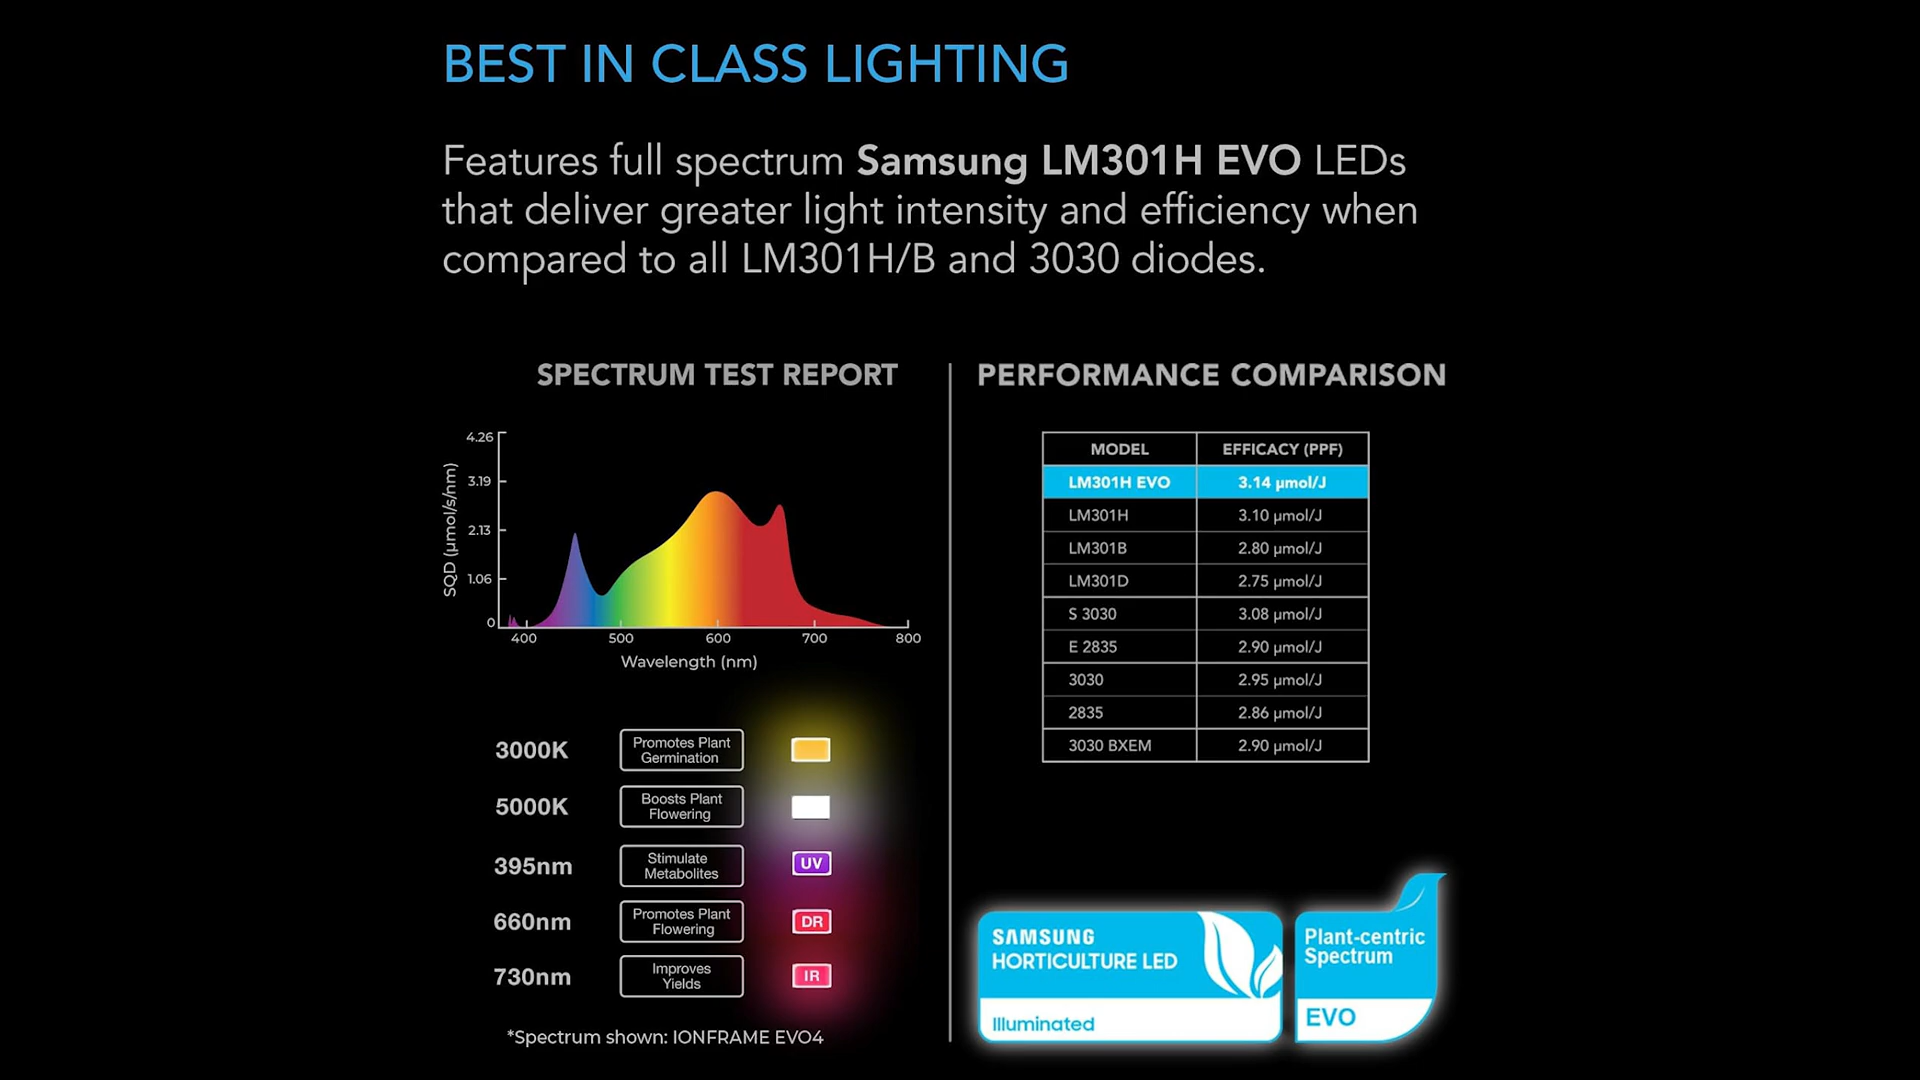 BEST IN CLASS LIGHTING
Features full spectrum Samsung LM301H EVO LEDs
that deliver greater light intensity and efficiency when
compared to all LM301H/B and 3030 diodes.
SPECTRUM TEST REPORT
4.26
3.19
2.13
1.06
0
SQD (μmol/s/nm)
400 500 600 700 800
Wavelength (nm)
3000K
Promotes Plant
Germination
5000K
Boosts Plant
Flowering
395nm
Stimulate
Metabolites
UV
660nm
Promotes Plant
Flowering
DR
730nm
Improves
Yields
IR
*Spectrum shown: IONFRAME EVO4
PERFORMANCE COMPARISON
MODEL EFFICACY (PPF)
LM301H EVO 3.14 μmol/J
LM301H 3.10 μmol/J
LM301B 2.80 μmol/J
LM301D 2.75 μmol/J
S 3030 3.08 μmol/J
E 2835 2.90 μmol/J
3030 2.95 μmol/J
2835 2.86 μmol/J
3030 BXEM 2.90 μmol/J
SAMSUNG
HORTICULTURE LED
Illuminated
Plant-centric
Spectrum
EVO